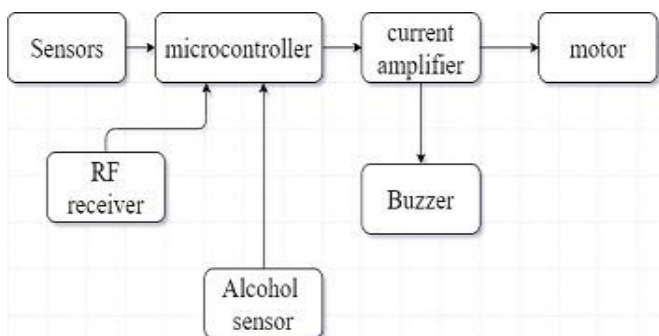 Sensors
microcontroller
current
amplifier
motor
RF
receiver
Buzzer
Alcohol
sensor